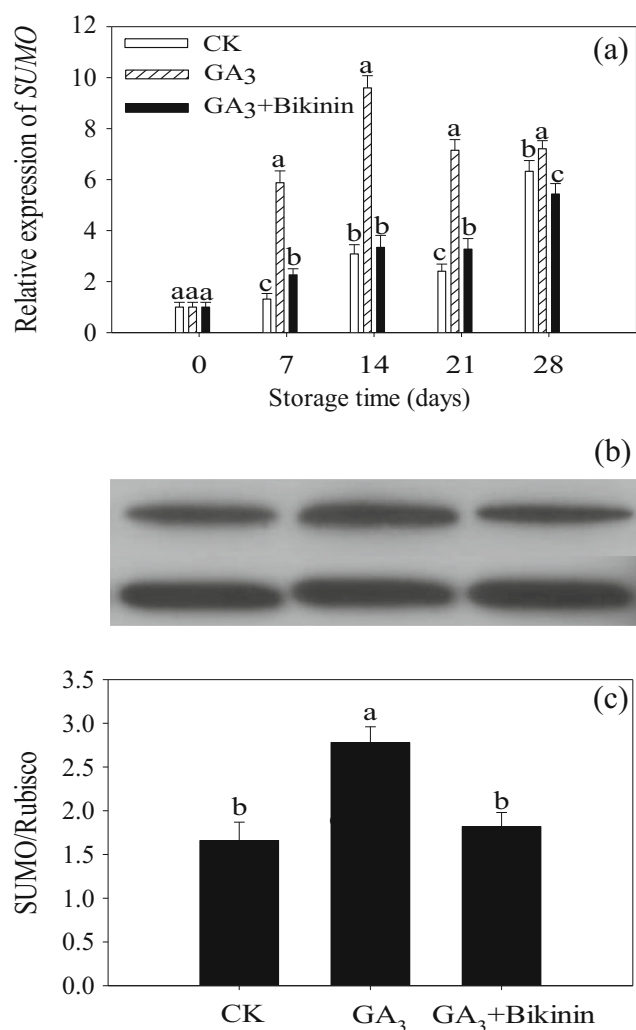 12
10
8
6
4
2
0
Relative expression of SUMO
CK
GA3
GA3+Bikinin
(a)
a a a
c a b
b a b
c a b
b a c
0 7 14 21 28
Storage time (days)
(b)
(c)
3.5
3.0
2.5
2.0
1.5
1.0
0.5
0.0
SUMO/Rubisco
b a b
CK GA3 GA3+Bikinin